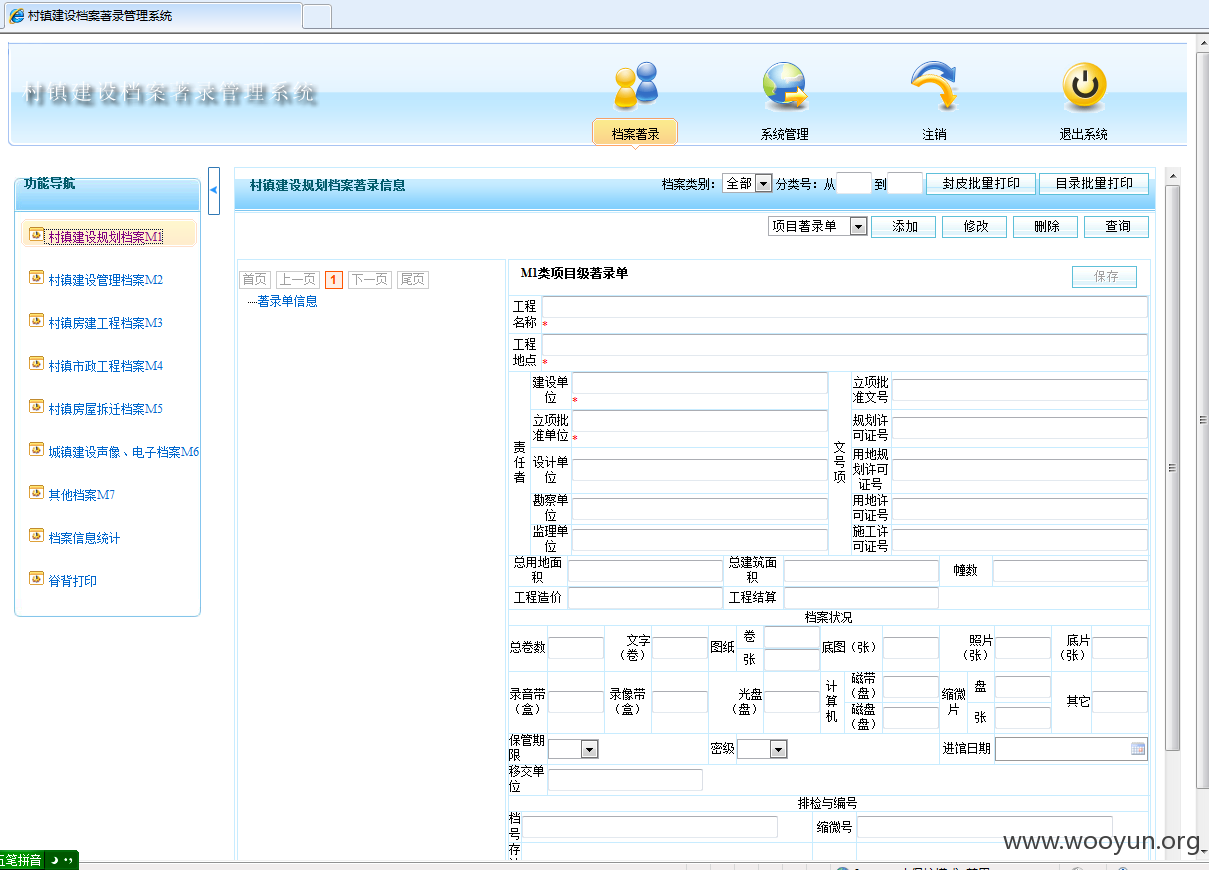 村镇建设档案著录管理系统
村镇建设档案著录管理系统
档案著录
系统管理
注销
退出系统
功能导航
村镇建设规划档案M1
村镇建设管理档案M2
村镇房建工程档案M3
村镇市政工程档案M4
村镇房屋拆迁档案M5
城镇建设声像、电子档案M6
其他档案M7
档案信息统计
脊背打印
村镇建设规划档案著录信息
档案类别: 全部 分类号: 从 到 封皮批量打印 目录批量打印
项目著录单 添加 修改 删除 查询
首页 上一页 1 下一页 尾页
著录单信息
M1类项目级著录单 保存
工程名称 *
工程地点 *
责任者
建设单位 *
立项批准单位 *
设计单位
勘察单位
监理单位
文号项
立项批准文号
规划许可证号
用地规划许可证号
用地许可证号
施工许可证号
总用地面积 总建筑面积 幢数
工程造价 工程结算
档案状况
总卷数 文字（卷） 图纸 卷 张 底图（张） 照片（张） 底片（张）
录音带（盒） 录像带（盒） 光盘（盘） 计算机 磁带（盘） 磁盘（盘） 缩微片 盘 张 其它
保管期限 密级 进馆日期
移交单位
排检与编号
档号 缩微号
存
www.wooyun.org
五笔拼音